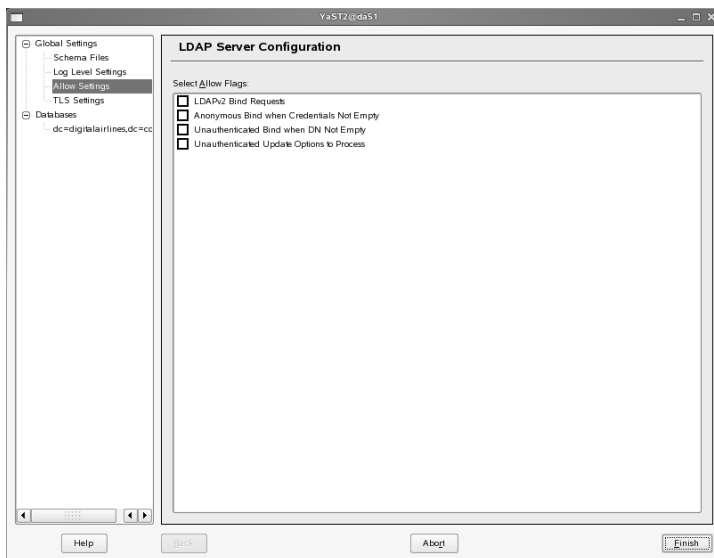 YaST2@da51
Global Settings
Schema Files
Log Level Settings
Allow Settings
TLS Settings
Databases
dc=digitalairlines,dc=co
LDAP Server Configuration
Select Allow Flags:
LDAPv2 Bind Requests
Anonymous Bind when Credentials Not Empty
Unauthenticated Bind when DN Not Empty
Unauthenticated Update Options to Process
Help
Back
Abort
Finish